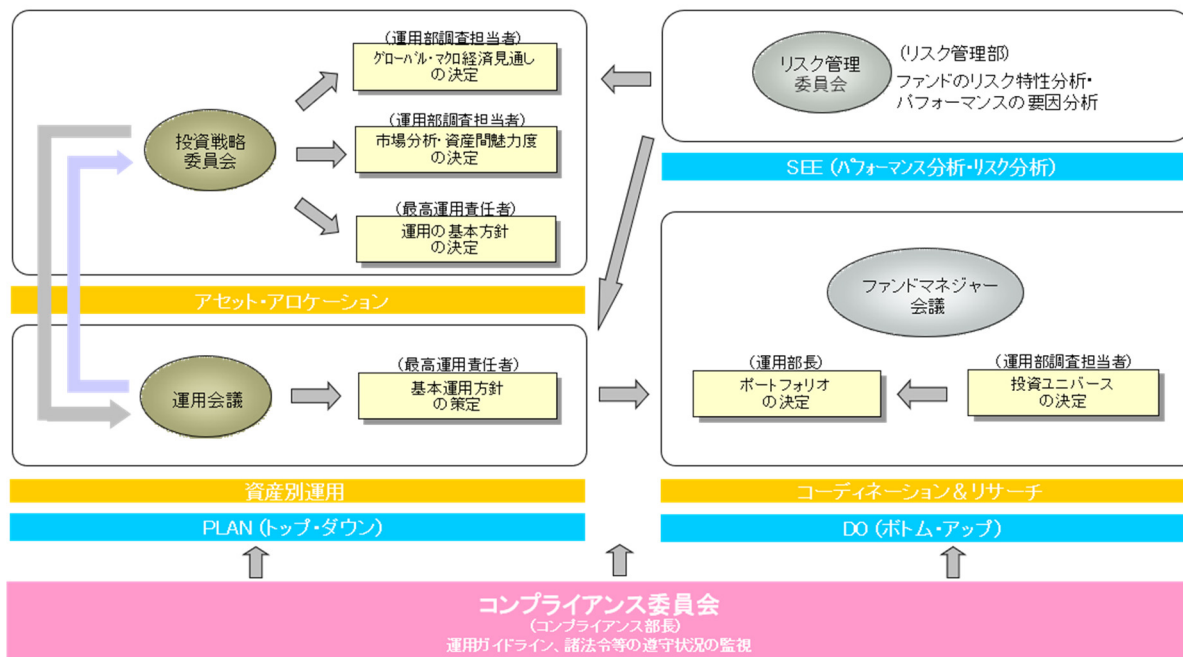 (運用部調査担当者)
グローバル・マクロ経済見通し
の決定
投資戦略
委員会
(運用部調査担当者)
市場分析・資産間魅力度
の決定
(最高運用責任者)
運用の基本方針
の決定
アセット・アロケーション
リスク管理
委員会
(リスク管理部)
ファンドのリスク特性分析・
パフォーマンスの要因分析
SEE (パフォーマンス分析・リスク分析)
運用会議
(最高運用責任者)
基本運用方針
の策定
資産別運用
PLAN (トップ・ダウン)
ファンドマネジャー
会議
(運用部長)
ポートフォリオ
の決定
(運用部調査担当者)
投資ユニバース
の決定
コーディネーション&リサーチ
DO (ボトム・アップ)
コンプライアンス委員会
(コンプライアンス部長)
運用ガイドライン、諸法令等の遵守状況の監視